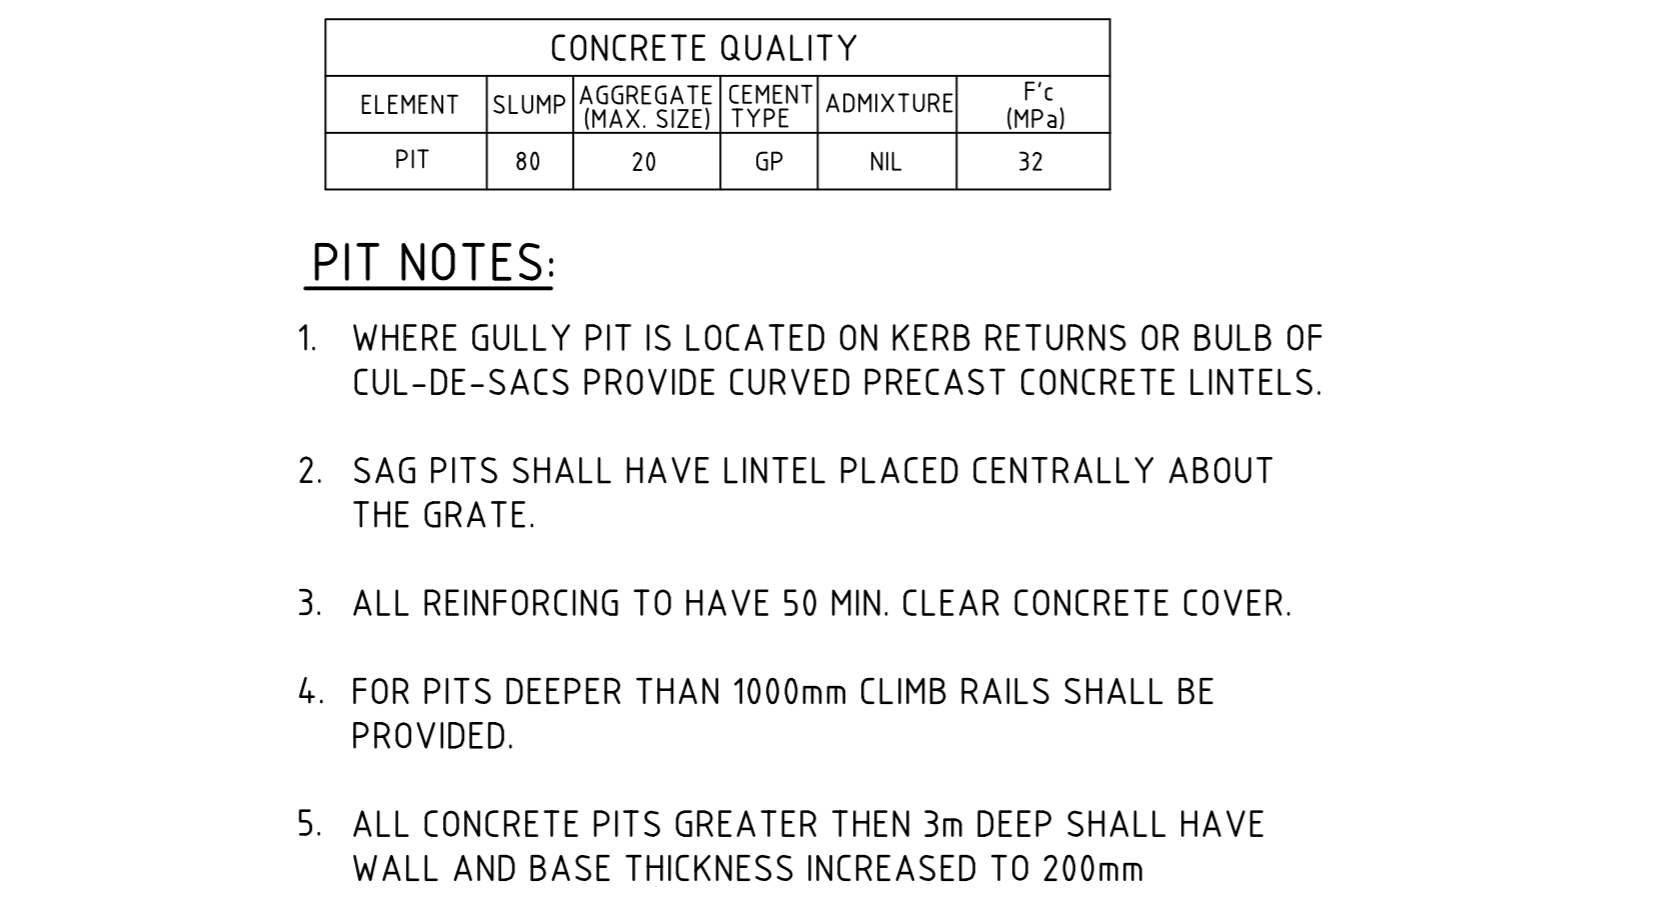 CONCRETE QUALITY
ELEMENT SLUMP AGGREGATE (MAX. SIZE) CEMENT TYPE ADMIXTURE F'c (MPa)
PIT 80 20 GP NIL 32
PIT NOTES:
1. WHERE GULLY PIT IS LOCATED ON KERB RETURNS OR BULB OF
CUL-DE-SACS PROVIDE CURVED PRECAST CONCRETE LINTELS.
2. SAG PITS SHALL HAVE LINTEL PLACED CENTRALLY ABOUT
THE GRATE.
3. ALL REINFORCING TO HAVE 50 MIN. CLEAR CONCRETE COVER.
4. FOR PITS DEEPER THAN 1000mm CLIMB RAILS SHALL BE
PROVIDED.
5. ALL CONCRETE PITS GREATER THEN 3m DEEP SHALL HAVE
WALL AND BASE THICKNESS INCREASED TO 200mm